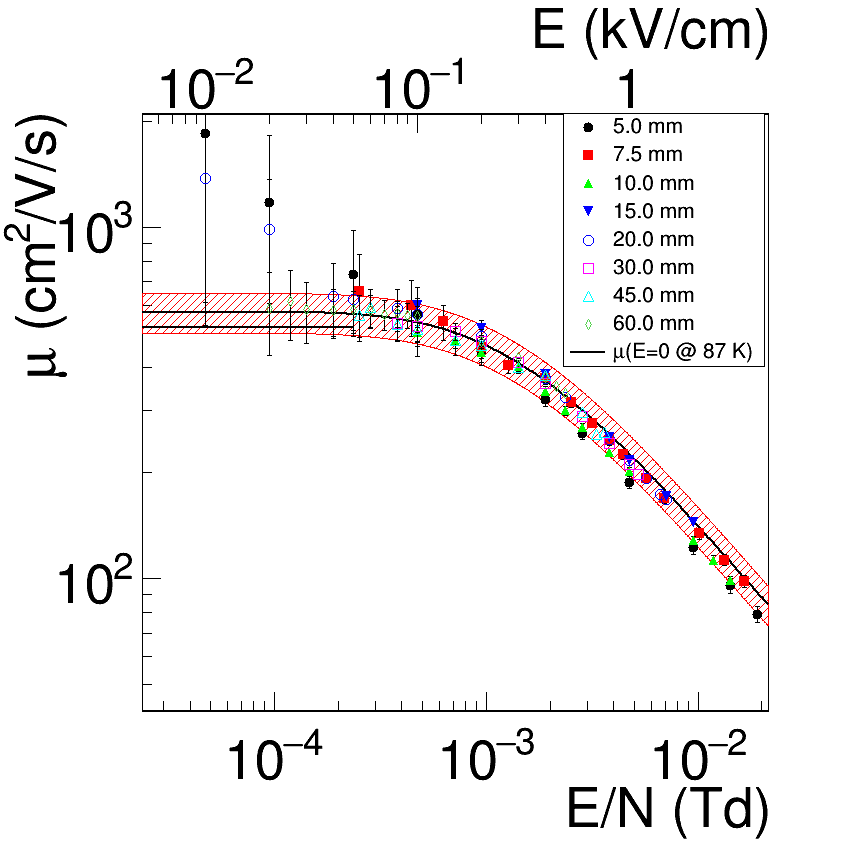 E (kV/cm)
10⁻² 10⁻¹ 1
μ (cm²/V/s)
10³
10²
5.0 mm
7.5 mm
10.0 mm
15.0 mm
20.0 mm
30.0 mm
45.0 mm
60.0 mm
μ(E=0 @ 87 K)
10⁻⁴ 10⁻³ 10⁻²
E/N (Td)